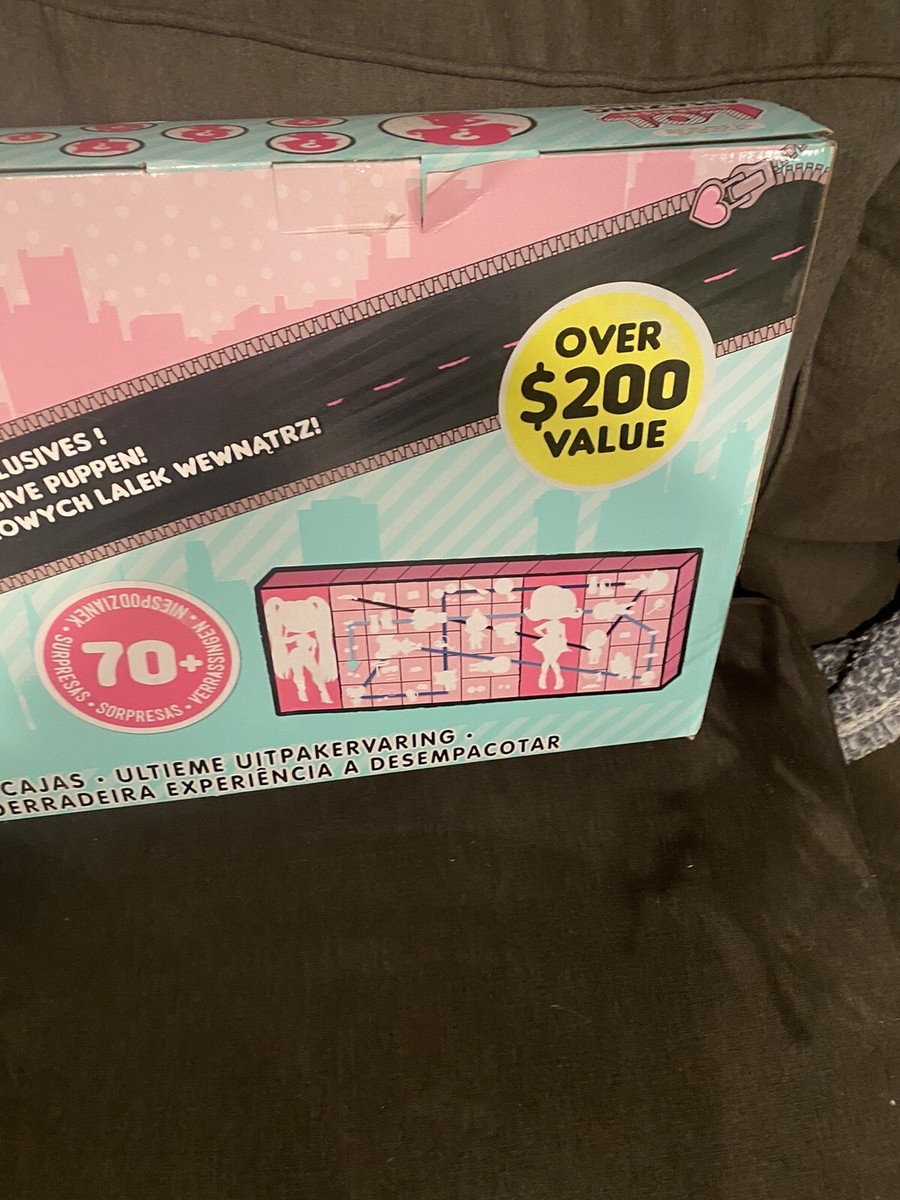 OVER
$200
VALUE
LUSIVES !
IVE PUPPEN!
OWYCH LALEK WEWNĄTRZ!
70+
SURPRESAS • SORPRESAS • VERRASSINGEN • NIESPODZIANEK •
CAJAS • ULTIEME UITPAKERVARING •
DERRADEIRA EXPERIÊNCIA A DESEMPACOTAR